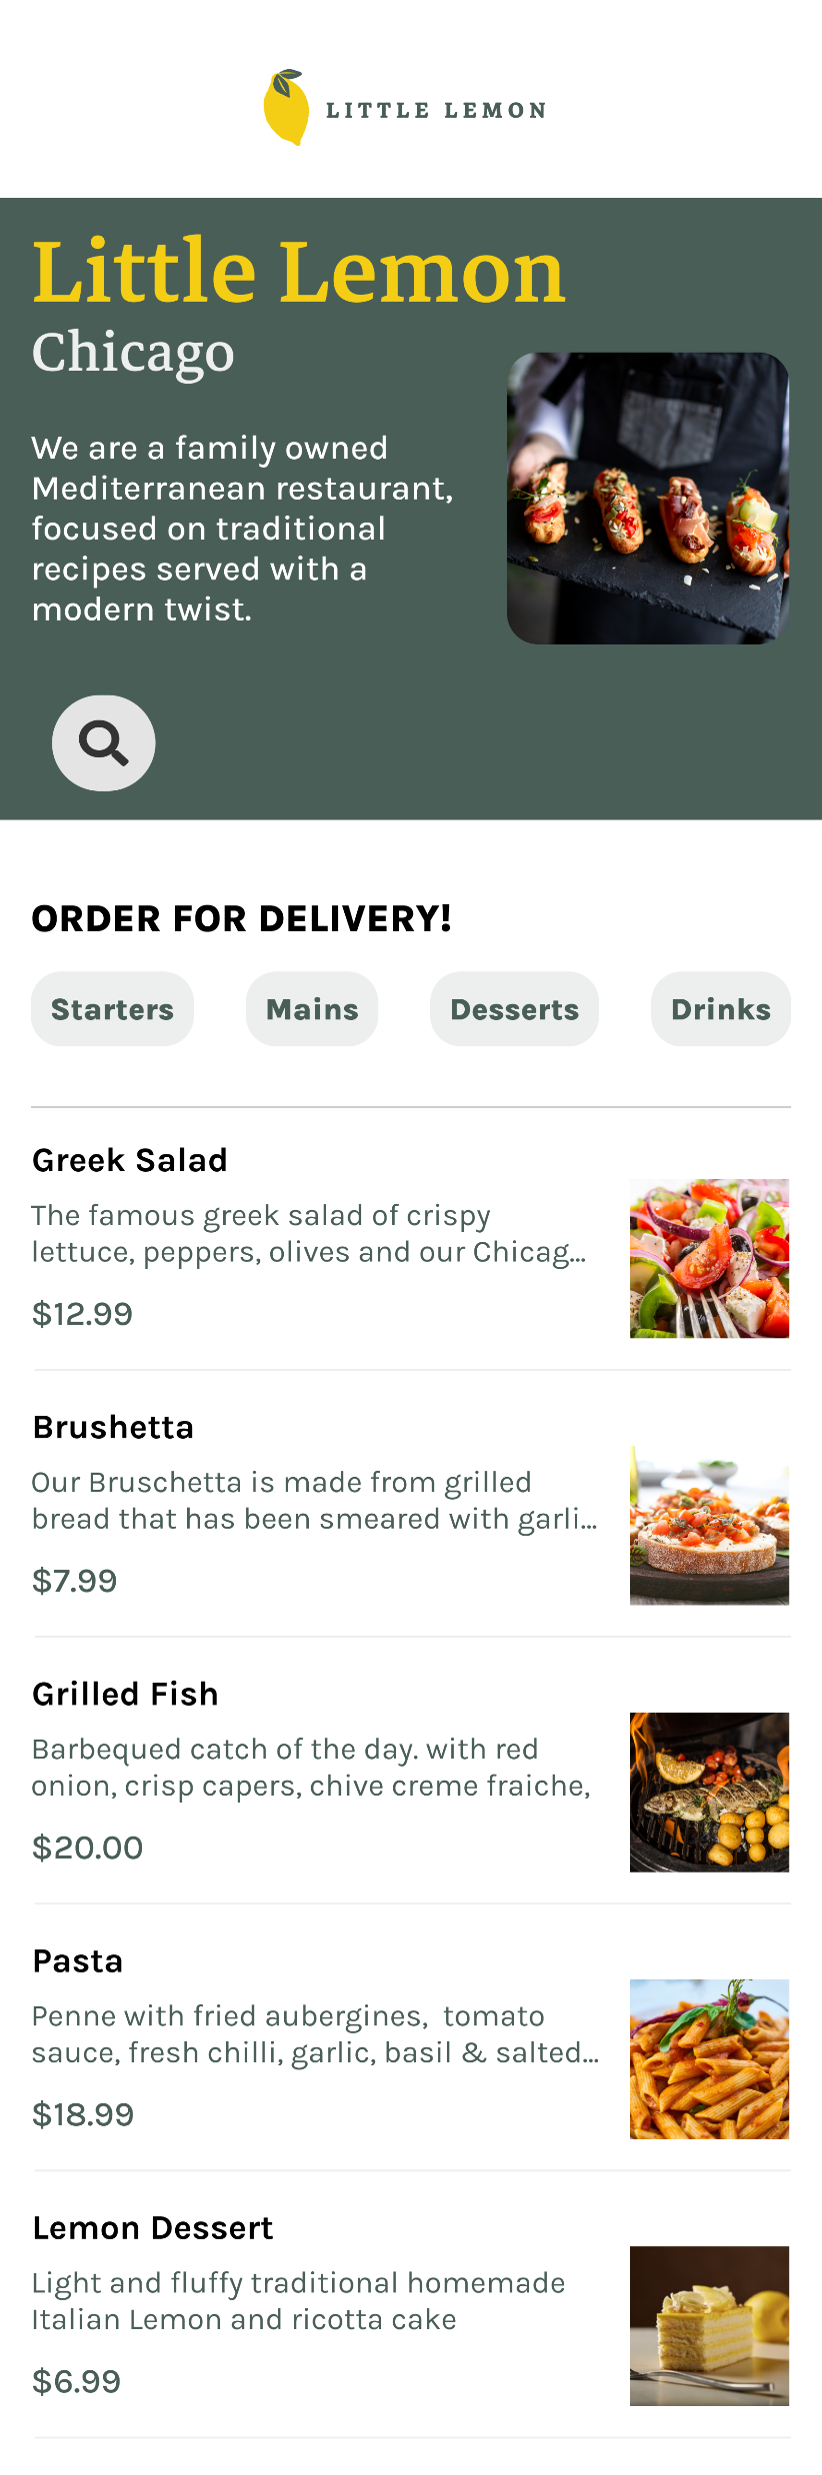 LITTLE LEMON
Little Lemon
Chicago
We are a family owned
Mediterranean restaurant,
focused on traditional
recipes served with a
modern twist.
ORDER FOR DELIVERY!
Starters Mains Desserts Drinks
Greek Salad
The famous greek salad of crispy
lettuce, peppers, olives and our Chicag...
$12.99
Brushetta
Our Bruschetta is made from grilled
bread that has been smeared with garli...
$7.99
Grilled Fish
Barbequed catch of the day. with red
onion, crisp capers, chive creme fraiche,
$20.00
Pasta
Penne with fried aubergines,  tomato
sauce, fresh chilli, garlic, basil & salted...
$18.99
Lemon Dessert
Light and fluffy traditional homemade
Italian Lemon and ricotta cake
$6.99